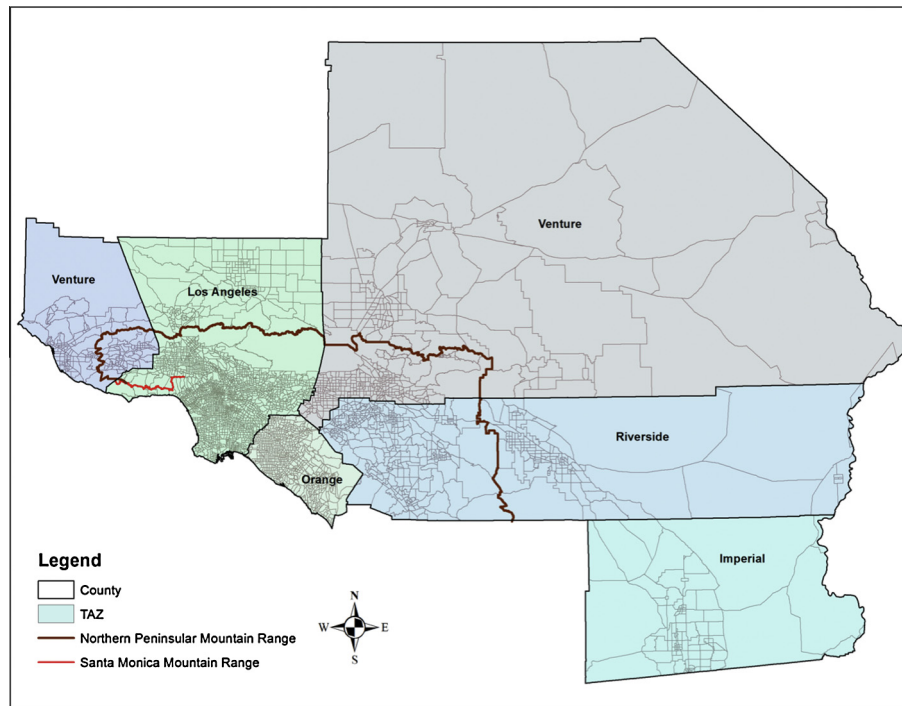 Venture
Venture
Los Angeles
Riverside
Orange
Imperial
Legend
County
TAZ
Northern Peninsular Mountain Range
Santa Monica Mountain Range
N
W E
S